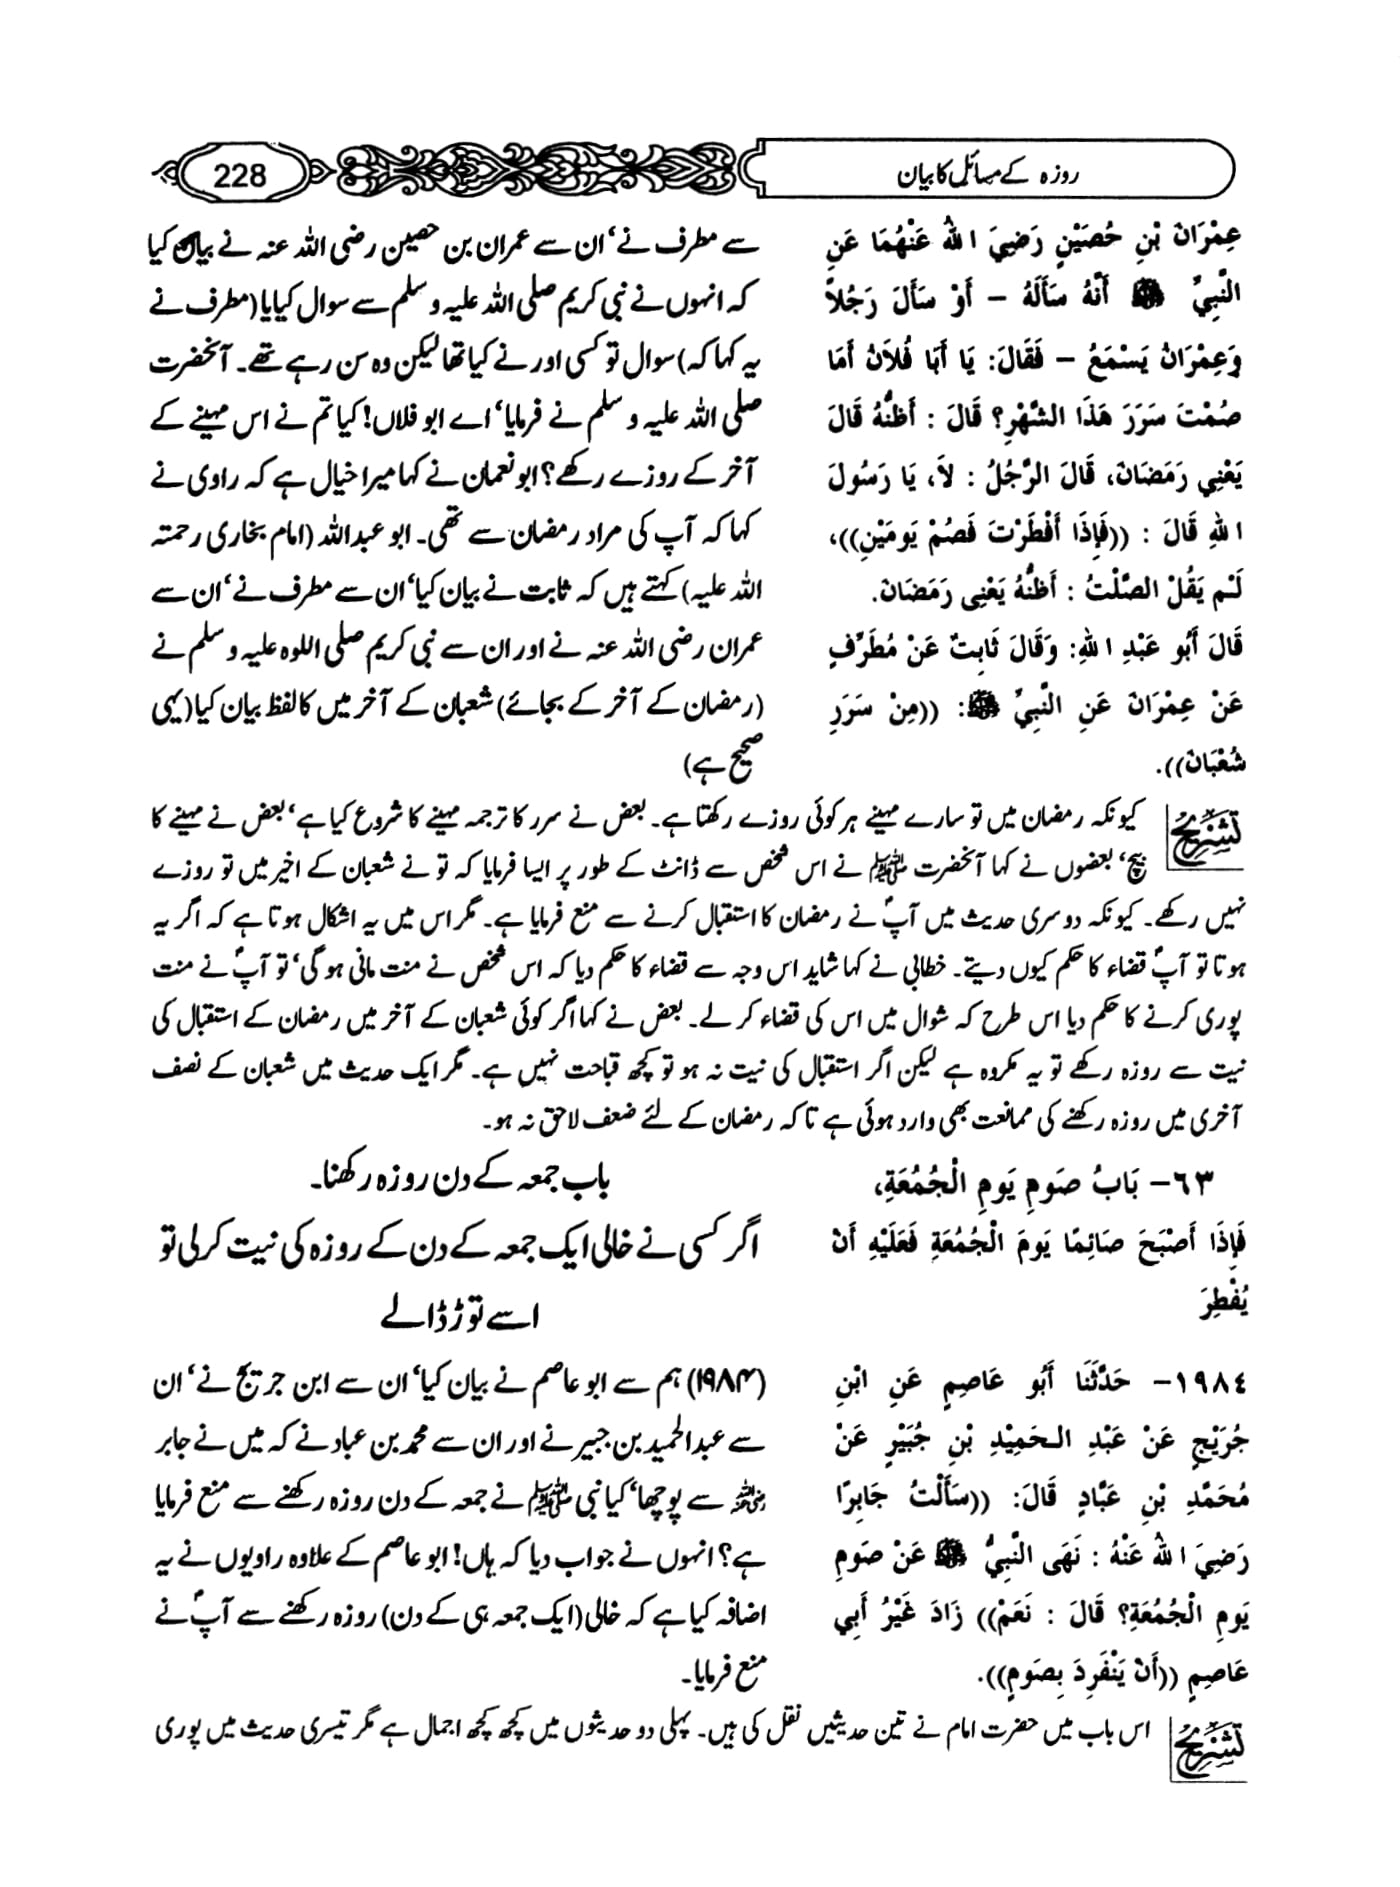 روزہ کے مسائل کا بیان
228
عِمْرَانَ بْنِ حُصَيْنٍ رَضِيَ اللهُ عَنْهُمَا عَنِ
النَّبِيِّ ﷺ أَنَّهُ سَأَلَهُ – أَوْ سَأَلَ رَجُلاً
وَعِمْرَانُ يَسْمَعُ – فَقَالَ: يَا أَبَا فُلَانٌ أَمَا
صُمْتَ سَرَرَ هَذَا الشَّهْرِ؟ قَالَ : أَظُنُّهُ قَالَ
يَعْنِي رَمَضَانَ، قَالَ الرَّجُلُ : لاَ، يَا رَسُولَ
اللهِ قَالَ : ((فَإِذَا أَفْطَرْتَ فَصُمْ يَومَيْنِ))،
لَمْ يَقُلْ الصَّلْتُ : أَظُنُّهُ يَعْنِي رَمَضَانَ.
قَالَ أَبُو عَبْدِ اللهِ: وَقَالَ ثَابِتٌ عَنْ مُطَرِّفٍ
عَنْ عِمْرَانَ عَنِ النَّبِيِّ ﷺ: ((مِنْ سَرَرِ
شَعْبَانَ)).
سے مطرف نے‘ ان سے عمران بن حصین رضی اللہ عنہ نے بیان کیا
کہ انہوں نے نبی کریم صلی اللہ علیہ و سلم سے سوال کیا یا (مطرف نے
یہ کہا کہ) سوال تو کسی اور نے کیا تھا لیکن وہ سن رہے تھے۔ آنحضرت
صلی اللہ علیہ و سلم نے فرمایا‘ اے ابو فلاں! کیا تم نے اس مہینے کے
آخر کے روزے رکھے؟ ابو نعمان نے کہا میرا خیال ہے کہ راوی نے
کہا کہ آپ کی مراد رمضان سے تھی۔ ابو عبداللہ (امام بخاری رحمتہ
اللہ علیہ) کہتے ہیں کہ ثابت نے بیان کیا‘ ان سے مطرف نے‘ ان سے
عمران رضی اللہ عنہ نے اور ان سے نبی کریم صلی اللوہ علیہ و سلم نے
(رمضان کے آخر کے بجائے) شعبان کے آخر میں کا لفظ بیان کیا (یہی
صحیح ہے)
تشریح کیونکہ رمضان میں تو سارے مہینے ہر کوئی روزے رکھتا ہے۔ بعض نے سرر کا ترجمہ مہینے کا شروع کیا ہے‘ بعض نے مہینے کا
بیچ‘ بعضوں نے کہا آنحضرت ﷺ نے اس شخص سے ڈانٹ کے طور پر ایسا فرمایا کہ تو نے شعبان کے اخیر میں تو روزے
نہیں رکھے۔ کیونکہ دوسری حدیث میں آپؐ نے رمضان کا استقبال کرنے سے منع فرمایا ہے۔ مگر اس میں یہ اشکال ہوتا ہے کہ اگر یہ
ہوتا تو آپؐ قضاء کا حکم کیوں دیتے۔ خطابی نے کہا شاید اس وجہ سے قضاء کا حکم دیا کہ اس شخص نے منت مانی ہو گی‘ تو آپؐ نے منت
پوری کرنے کا حکم دیا اس طرح کہ شوال میں اس کی قضاء کر لے۔ بعض نے کہا اگر کوئی شعبان کے آخر میں رمضان کے استقبال کی
نیت سے روزہ رکھے تو یہ مکروہ ہے لیکن اگر استقبال کی نیت نہ ہو تو کچھ قباحت نہیں ہے۔ مگر ایک حدیث میں شعبان کے نصف
آخری میں روزہ رکھنے کی ممانعت بھی وارد ہوئی ہے تاکہ رمضان کے لئے ضعف لاحق نہ ہو۔
٦٣– بَابُ صَومِ يَومِ الْجُمُعَةِ،
فَإِذَا أَصْبَحَ صَائِمًا يَومَ الْجُمُعَةِ فَعَلَيْهِ أَنْ
يُفْطِرَ
باب جمعہ کے دن روزہ رکھنا۔
اگر کسی نے خالی ایک جمعہ کے دن کے روزہ کی نیت کر لی تو
اسے توڑ ڈالے
١٩٨٤– حَدَّثَنَا أَبُو عَاصِمٍ عَنِ ابْنِ
جُرَيْجٍ عَنْ عَبْدِ الـحَمِيْدِ بْنِ جُبَيْرٍ عَنْ
مُحَمَّدِ بْنِ عَبَّادٍ قَالَ: ((سَأَلْتُ جَابِرًا
رَضِيَ اللهُ عَنْهُ : نَهَى النَّبِيُّ ﷺ عَنْ صَومِ
يَومِ الْجُمُعَةِ؟ قَالَ : نَعَمْ)) زَادَ غَيْرُ أَبِي
عَاصِمٍ ((أَنْ يَنْفَرِدَ بِصَومٍ)).
(۱۹۸۴) ہم سے ابو عاصم نے بیان کیا‘ ان سے ابن جریج نے‘ ان
سے عبدالحمید بن جبیر نے اور ان سے محمد بن عباد نے کہ میں نے جابر
رضی اللہ عنہ سے پوچھا‘ کیا نبی ﷺ نے جمعہ کے دن روزہ رکھنے سے منع فرمایا
ہے؟ انہوں نے جواب دیا کہ ہاں! ابو عاصم کے علاوہ راویوں نے یہ
اضافہ کیا ہے کہ خالی (ایک جمعہ ہی کے دن) روزہ رکھنے سے آپؐ نے
منع فرمایا۔
تشریح اس باب میں حضرت امام نے تین حدیثیں نقل کی ہیں۔ پہلی دو حدیثوں میں کچھ کچھ اجمال ہے مگر تیسری حدیث میں پوری